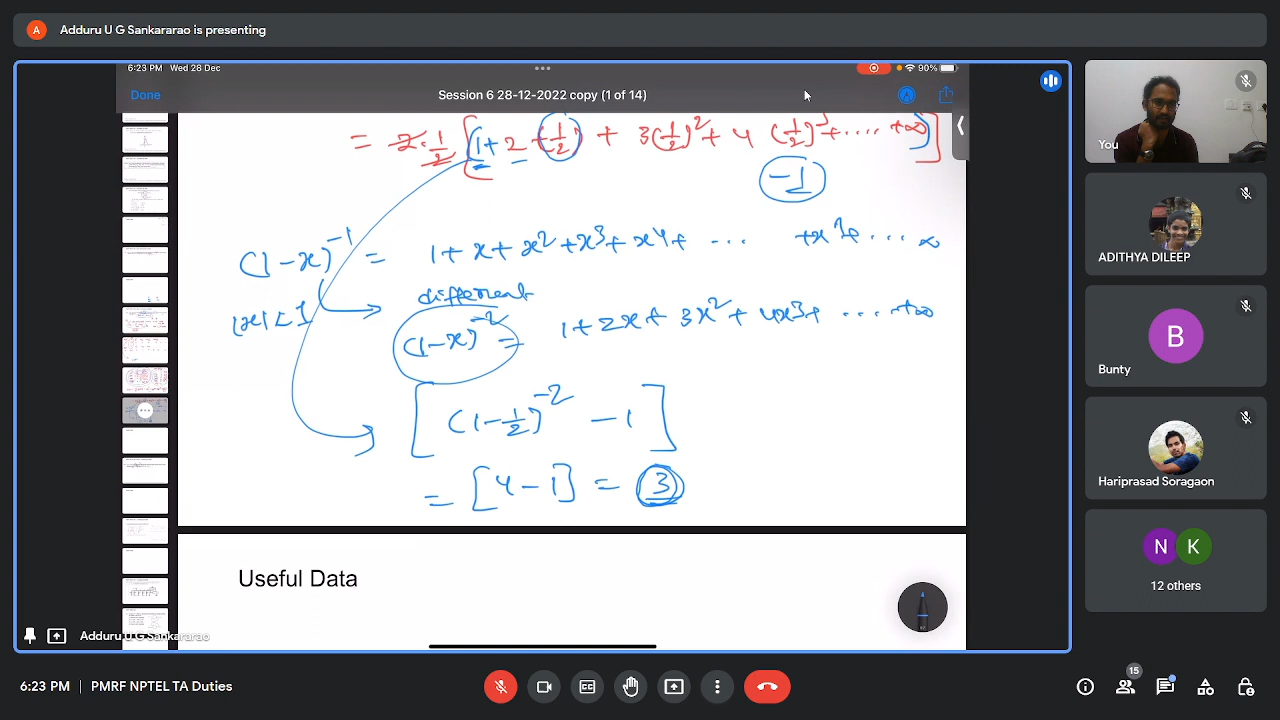 A Adduru U G Sankararao is presenting
6:23 PM Wed 28 Dec
90%
Done
Session 6 28-12-2022 copy (1 of 14)
= 2·1/2 [1+2(1/2) + 3(1/2)² + 4 (1/2)³+.... +∞)]
-1
(1-x)⁻¹ = 1+x+x²+x³+x⁴+ ... +xⁿ+... ∞
|x|<1
different
(1-x)⁻² = 1+2x+3x²+4x³+ ... +∞
[(1-1/2)⁻² -1]
= [4-1] = 3
Useful Data
Adduru U G Sankararao
You
ADITHYA DILEEP
B
Bunty
Hariprasad Soragaon
N K
12 others
6:23 PM | PMRF NPTEL TA Duties
15